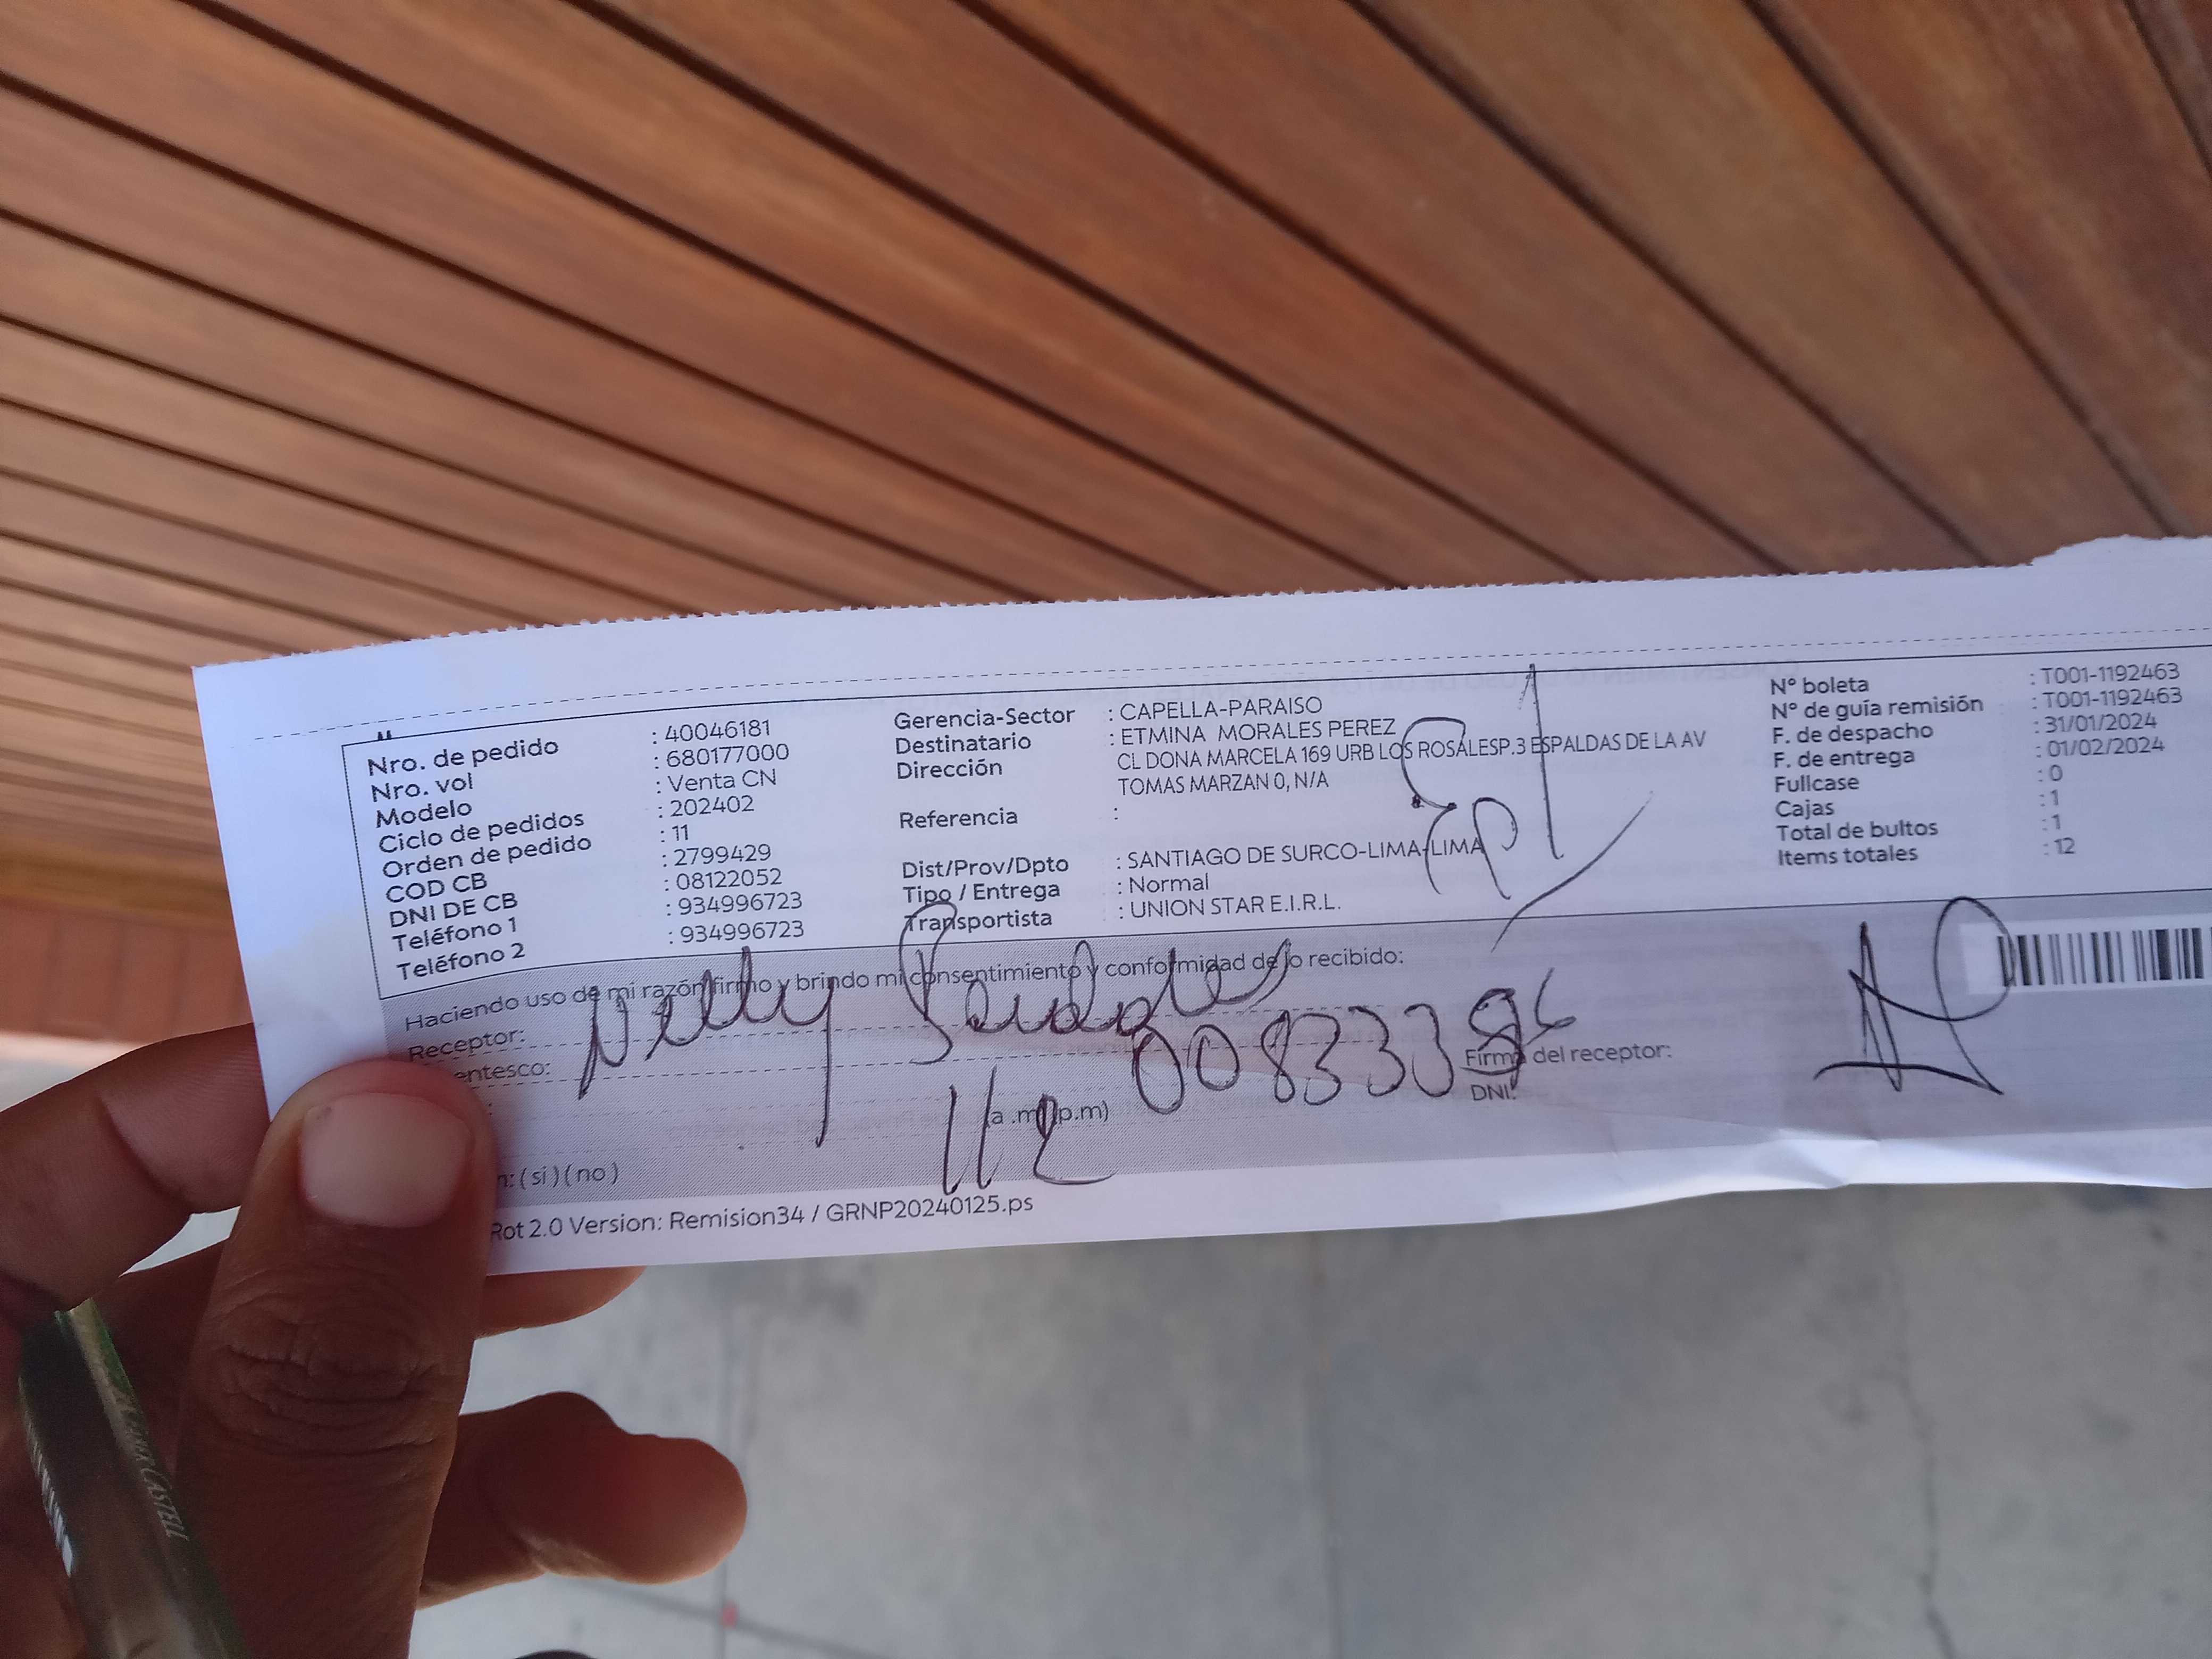 Nro. de pedido : 40046181
Nro. vol : 680177000
Modelo : Venta CN
Ciclo de pedidos : 202402
Orden de pedido : 11
COD CB : 2799429
DNI DE CB : 08122052
Teléfono 1 : 934996723
Teléfono 2 : 934996723
Gerencia-Sector : CAPELLA-PARAISO
Destinatario : ETMINA MORALES PEREZ
Dirección : CL DONA MARCELA 169 URB LOS ROSALESP.3 ESPALDAS DE LA AV
TOMAS MARZAN 0, N/A
Referencia :
Dist/Prov/Dpto : SANTIAGO DE SURCO-LIMA-LIMA
Tipo / Entrega : Normal
Transportista : UNION STAR E.I.R.L.
N° boleta : T001-1192463
N° de guía remisión : T001-1192463
F. de despacho : 31/01/2024
F. de entrega : 01/02/2024
Fullcase : 0
Cajas : 1
Total de bultos : 1
Items totales : 12
Haciendo uso de mi razón firmo y brindo mi consentimiento y conformidad de lo recibido:
Receptor: Nelly
entesco:
: (a .m) (p.m)
Firma del receptor:
DNI:
n: ( si ) ( no )
Rot 2.0 Version: Remision34 / GRNP20240125.ps